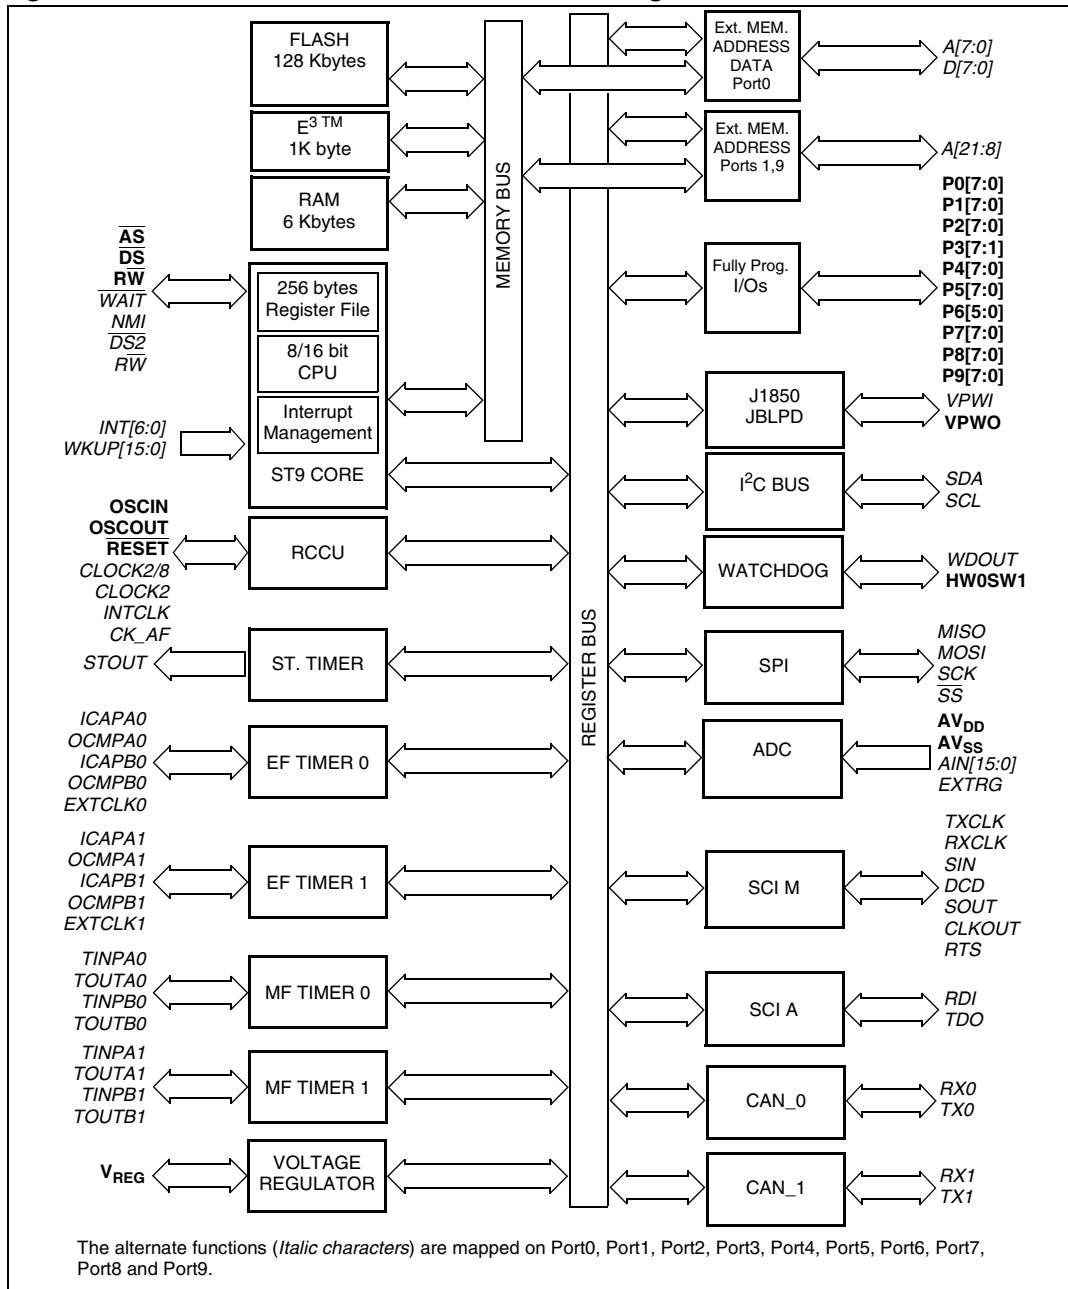 FLASH
128 Kbytes
E3 TM
1K byte
RAM
6 Kbytes
AS
DS
RW
WAIT
NMI
DS2
RW
256 bytes
Register File
8/16 bit
CPU
Interrupt
Management
ST9 CORE
INT[6:0]
WKUP[15:0]
OSCIN
OSCOUT
RESET
CLOCK2/8
CLOCK2
INTCLK
CK_AF
RCCU
STOUT
ST. TIMER
ICAPA0
OCMPA0
ICAPB0
OCMPB0
EXTCLK0
EF TIMER 0
ICAPA1
OCMPA1
ICAPB1
OCMPB1
EXTCLK1
EF TIMER 1
TINPA0
TOUTA0
TINPB0
TOUTB0
MF TIMER 0
TINPA1
TOUTA1
TINPB1
TOUTB1
MF TIMER 1
VREG
VOLTAGE
REGULATOR
MEMORY BUS
REGISTER BUS
Ext. MEM.
ADDRESS
DATA
Port0
A[7:0]
D[7:0]
Ext. MEM.
ADDRESS
Ports 1,9
A[21:8]
Fully Prog.
I/Os
P0[7:0]
P1[7:0]
P2[7:0]
P3[7:1]
P4[7:0]
P5[7:0]
P6[5:0]
P7[7:0]
P8[7:0]
P9[7:0]
J1850
JBLPD
VPWI
VPWO
I2C BUS
SDA
SCL
WATCHDOG
WDOUT
HW0SW1
SPI
MISO
MOSI
SCK
SS
ADC
AVDD
AVSS
AIN[15:0]
EXTRG
SCI M
TXCLK
RXCLK
SIN
DCD
SOUT
CLKOUT
RTS
SCI A
RDI
TDO
CAN_0
RX0
TX0
CAN_1
RX1
TX1
The alternate functions (Italic characters) are mapped on Port0, Port1, Port2, Port3, Port4, Port5, Port6, Port7,
Port8 and Port9.